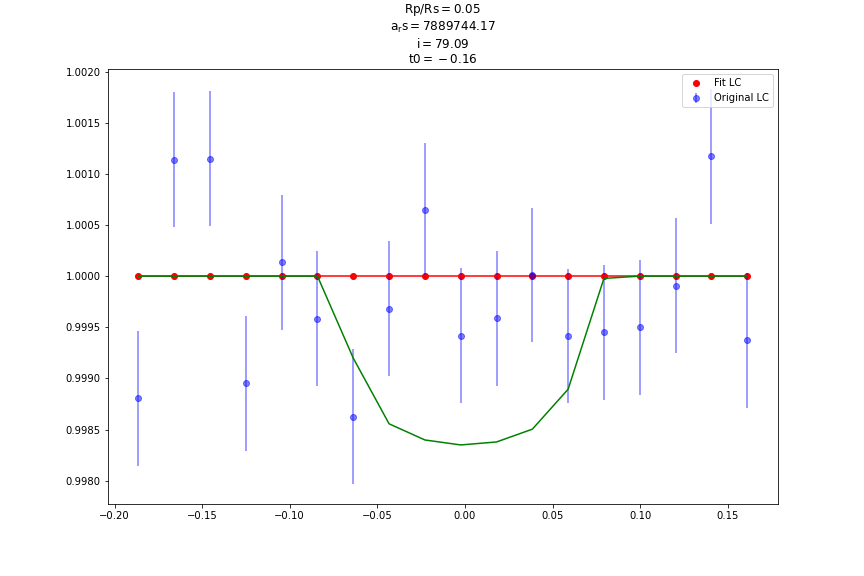 Rp/Rs = 0.05
aᵣs = 7889744.17
i = 79.09
t0 = −0.16
Fit LC
Original LC
1.0020
1.0015
1.0010
1.0005
1.0000
0.9995
0.9990
0.9985
0.9980
−0.20 −0.15 −0.10 −0.05 0.00 0.05 0.10 0.15